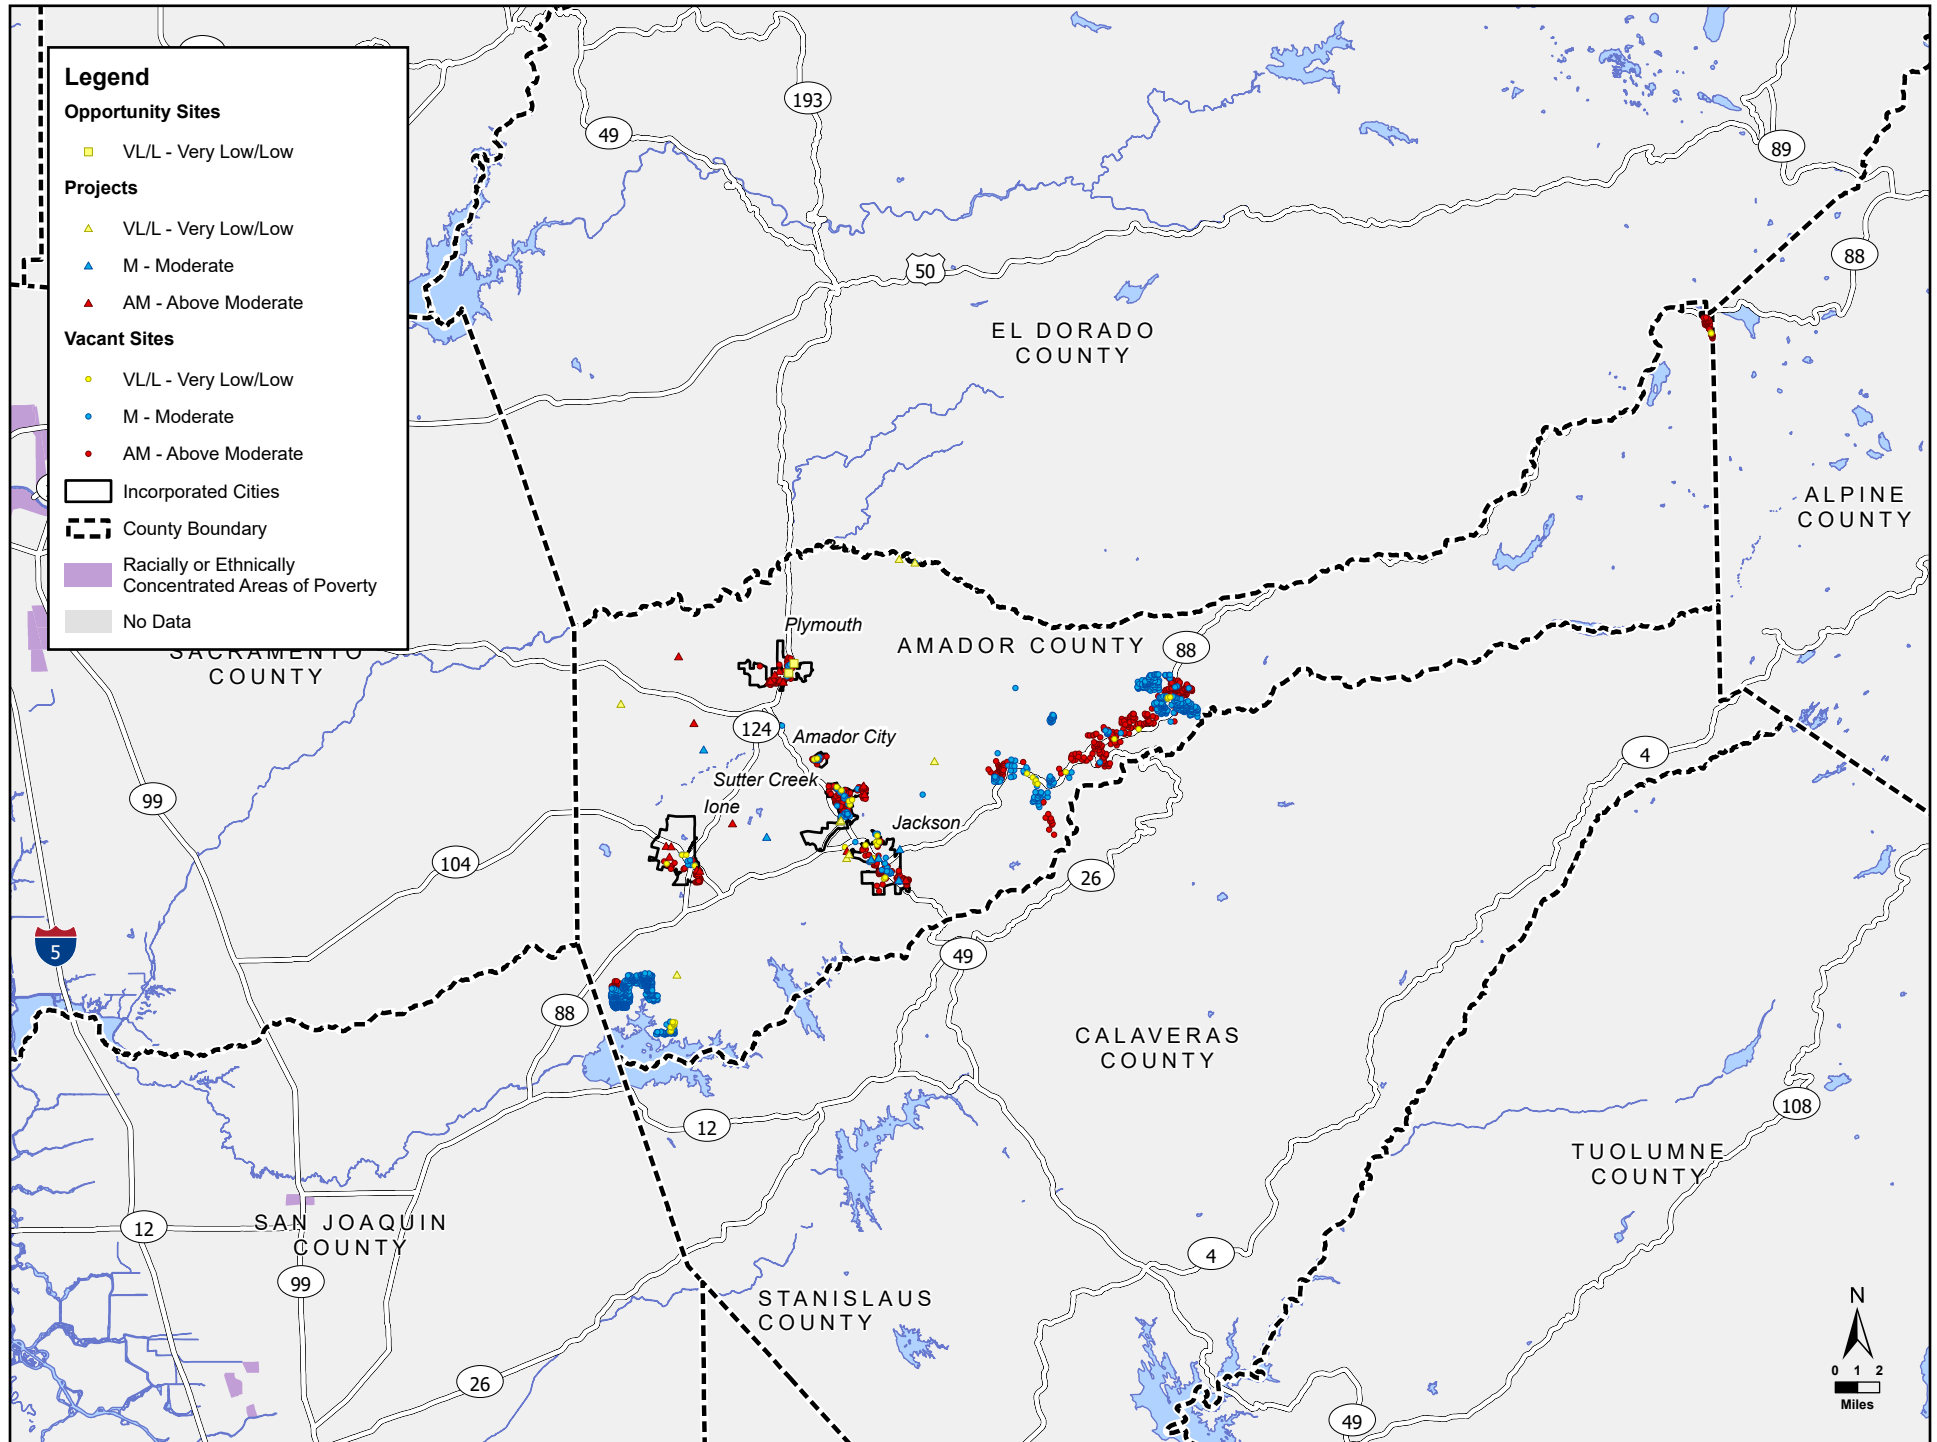 Legend
Opportunity Sites
VL/L - Very Low/Low
Projects
VL/L - Very Low/Low
M - Moderate
AM - Above Moderate
Vacant Sites
VL/L - Very Low/Low
M - Moderate
AM - Above Moderate
Incorporated Cities
County Boundary
Racially or Ethnically
Concentrated Areas of Poverty
No Data
193
49
89
50
88
EL DORADO
COUNTY
ALPINE
COUNTY
Plymouth
AMADOR COUNTY
88
SACRAMENTO
COUNTY
124
Amador City
4
Sutter Creek
99
Ione
Jackson
104
26
5
49
88
CALAVERAS
COUNTY
108
12
TUOLUMNE
COUNTY
12
SAN JOAQUIN
COUNTY
4
99
STANISLAUS
COUNTY
N
0 1 2
Miles
26
49